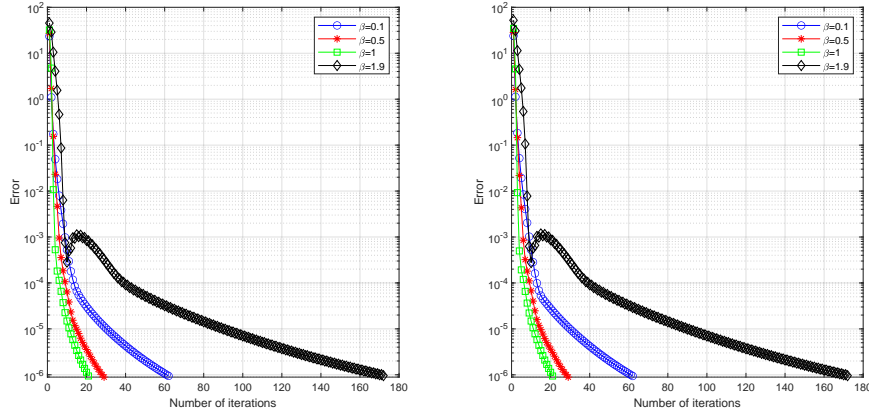 10^2
10^1
10^0
10^-1
10^-2
10^-3
10^-4
10^-5
10^-6
Error
0 20 40 60 80 100 120 140 160 180
Number of iterations
β=0.1
β=0.5
β=1
β=1.9
10^2
10^1
10^0
10^-1
10^-2
10^-3
10^-4
10^-5
10^-6
Error
0 20 40 60 80 100 120 140 160 180
Number of iterations
β=0.1
β=0.5
β=1
β=1.9